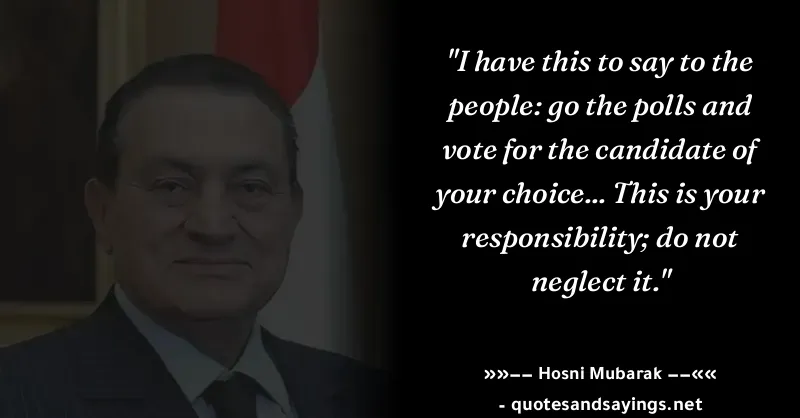 "I have this to say to the
people: go the polls and
vote for the candidate of
your choice... This is your
responsibility; do not
neglect it."
»»−− Hosni Mubarak −−««
- quotesandsayings.net